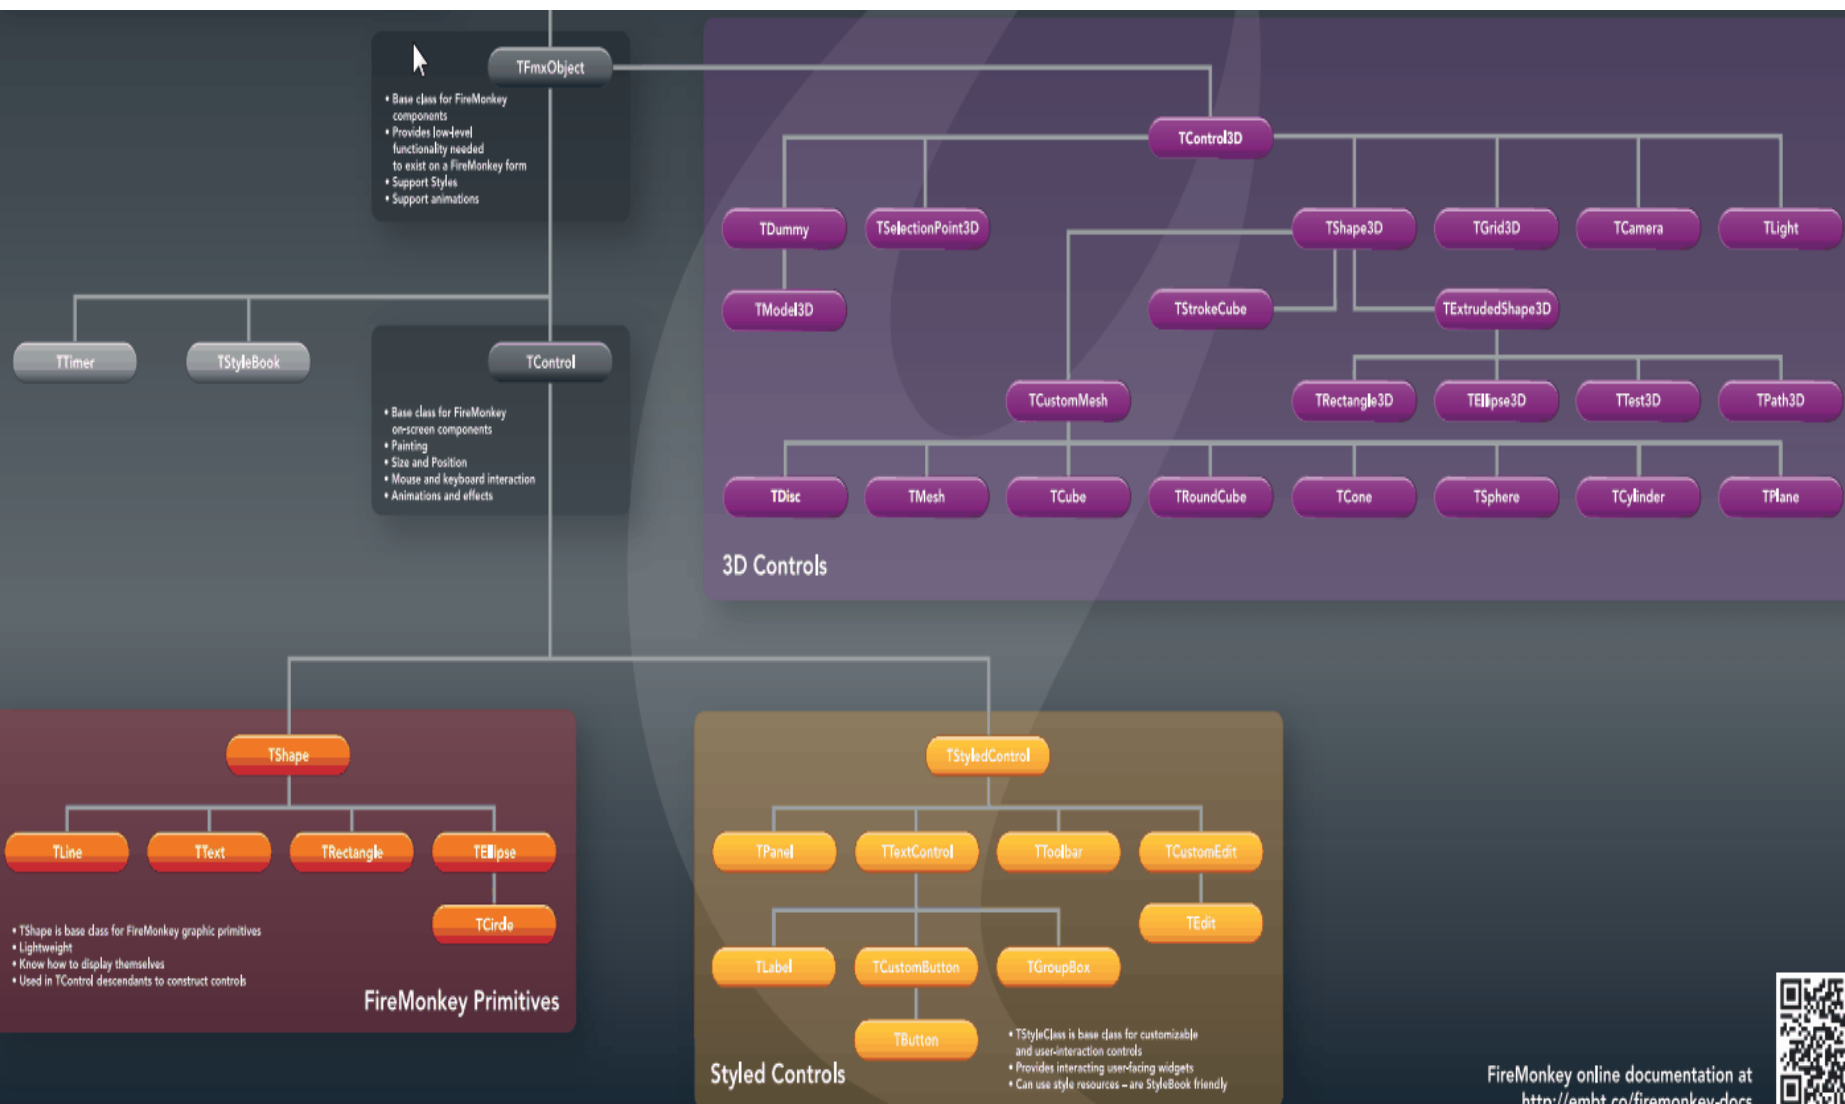 TFmxObject
• Base class for FireMonkey
components
• Provides low-level
functionality needed
to exist on a FireMonkey form
• Support Styles
• Support animations
TControl3D
TDummy
TSelectionPoint3D
TShape3D
TGrid3D
TCamera
TLight
TModel3D
TStrokeCube
TExtrudedShape3D
TTimer
TStyleBook
TControl
• Base class for FireMonkey
on-screen components
• Painting
• Size and Position
• Mouse and keyboard interaction
• Animations and effects
TCustomMesh
TRectangle3D
TEllipse3D
TTest3D
TPath3D
TDisc
TMesh
TCube
TRoundCube
TCone
TSphere
TCylinder
TPlane
3D Controls
TShape
TLine
TText
TRectangle
TEllipse
TCircle
• TShape is base class for FireMonkey graphic primitives
• Lightweight
• Know how to display themselves
• Used in TControl descendants to construct controls
FireMonkey Primitives
TStyledControl
TPanel
TTextControl
TToolbar
TCustomEdit
TEdit
TLabel
TCustomButton
TGroupBox
TButton
• TStyleClass is base class for customizable
and user-interaction controls
• Provides interacting user-facing widgets
• Can use style resources – are StyleBook friendly
Styled Controls
FireMonkey online documentation at
http://embt.co/firemonkey-docs